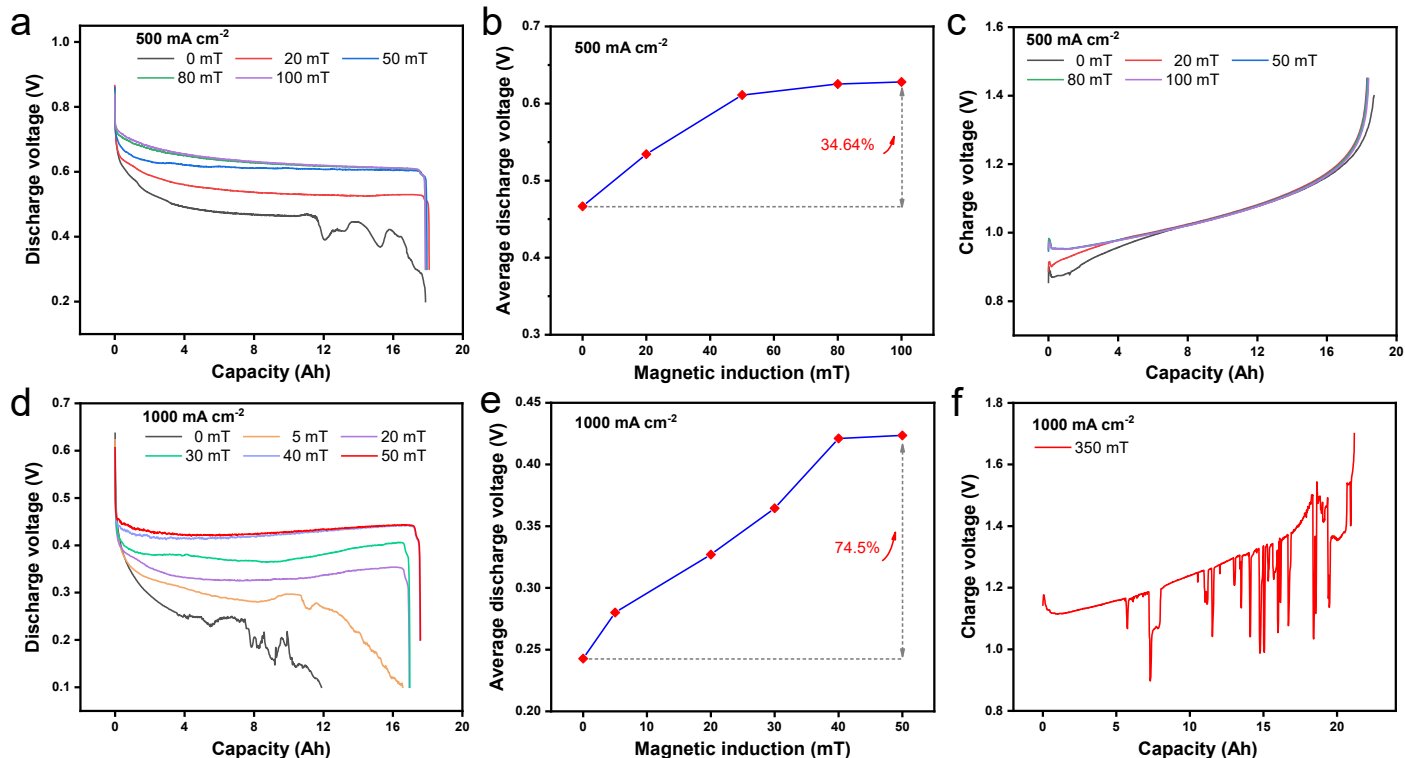 a
500 mA cm⁻²
0 mT 20 mT 50 mT
80 mT 100 mT
Discharge voltage (V)
1.0
0.8
0.6
0.4
0.2
0 4 8 12 16 20
Capacity (Ah)
b
500 mA cm⁻²
Average discharge voltage (V)
0.7
0.6
0.5
0.4
0.3
34.64%
0 20 40 60 80 100
Magnetic induction (mT)
c
500 mA cm⁻²
0 mT 20 mT 50 mT
80 mT 100 mT
Charge voltage (V)
1.6
1.4
1.2
1.0
0.8
0 4 8 12 16 20
Capacity (Ah)
d
1000 mA cm⁻²
0 mT 5 mT 20 mT
30 mT 40 mT 50 mT
Discharge voltage (V)
0.7
0.6
0.5
0.4
0.3
0.2
0.1
0 4 8 12 16 20
Capacity (Ah)
e
1000 mA cm⁻²
Average discharge voltage (V)
0.45
0.40
0.35
0.30
0.25
0.20
74.5%
0 10 20 30 40 50
Magnetic induction (mT)
f
1000 mA cm⁻²
350 mT
Charge voltage (V)
1.8
1.6
1.4
1.2
1.0
0.8
0 5 10 15 20
Capacity (Ah)